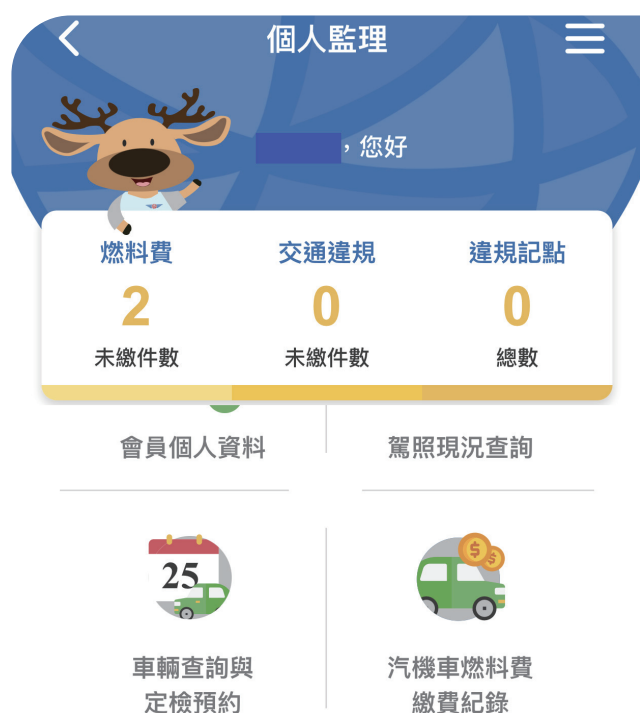 個人監理
，您好
燃料費
交通違規
違規記點
2
0
0
未繳件數
未繳件數
總數
會員個人資料
駕照現況查詢
25
$
$
車輛查詢與
定檢預約
汽機車燃料費
繳費紀錄